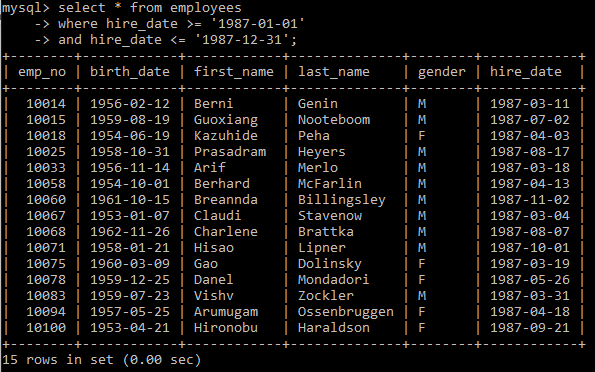 mysql> select * from employees
    -> where hire_date >= '1987-01-01'
    -> and hire_date <= '1987-12-31';
+--------+------------+------------+-------------+--------+------------+
| emp_no | birth_date | first_name | last_name   | gender | hire_date  |
+--------+------------+------------+-------------+--------+------------+
|  10014 | 1956-02-12 | Berni      | Genin       | M      | 1987-03-11 |
|  10015 | 1959-08-19 | Guoxiang   | Nooteboom   | M      | 1987-07-02 |
|  10018 | 1954-06-19 | Kazuhide   | Peha        | F      | 1987-04-03 |
|  10025 | 1958-10-31 | Prasadram  | Heyers      | M      | 1987-08-17 |
|  10033 | 1956-11-14 | Arif       | Merlo       | M      | 1987-03-18 |
|  10058 | 1954-10-01 | Berhard    | McFarlin    | M      | 1987-04-13 |
|  10060 | 1961-10-15 | Breannda   | Billingsley | M      | 1987-11-02 |
|  10067 | 1953-01-07 | Claudi     | Stavenow    | M      | 1987-03-04 |
|  10068 | 1962-11-26 | Charlene   | Brattka     | M      | 1987-08-07 |
|  10071 | 1958-01-21 | Hisao      | Lipner      | M      | 1987-10-01 |
|  10075 | 1960-03-09 | Gao        | Dolinsky    | F      | 1987-03-19 |
|  10078 | 1959-12-25 | Danel      | Mondadori   | F      | 1987-05-26 |
|  10083 | 1959-07-23 | Vishv      | Zockler     | M      | 1987-03-31 |
|  10094 | 1957-05-25 | Arumugam   | Ossenbruggen | F      | 1987-04-18 |
|  10100 | 1953-04-21 | Hironobu   | Haraldson   | F      | 1987-09-21 |
+--------+------------+------------+-------------+--------+------------+
15 rows in set (0.00 sec)